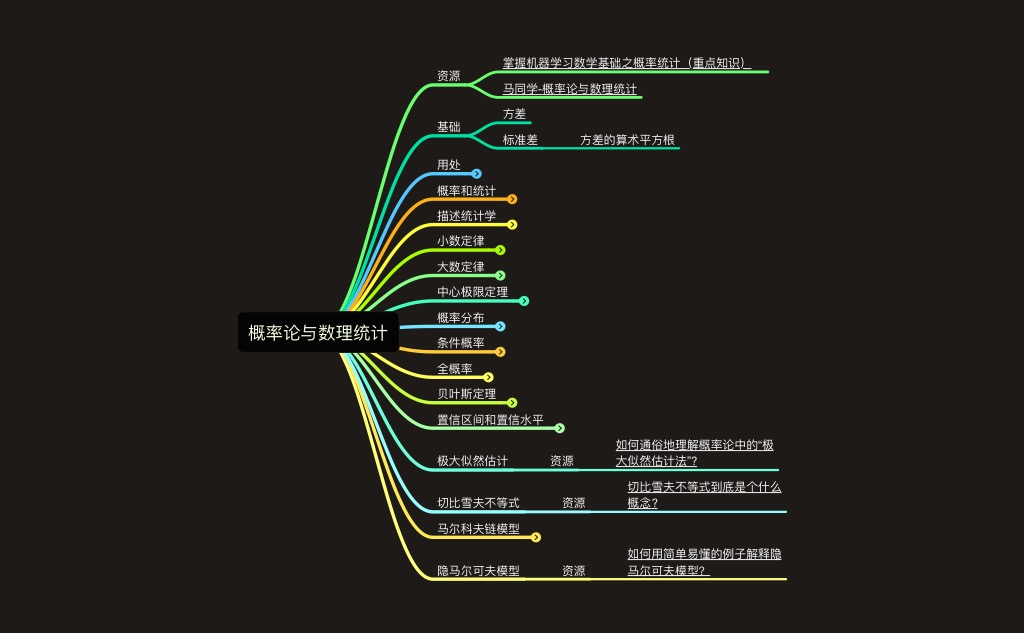 概率论与数理统计
资源
掌握机器学习数学基础之概率统计（重点知识）
马同学-概率论与数理统计
基础
方差
标准差
方差的算术平方根
用处
概率和统计
描述统计学
小数定律
大数定律
中心极限定理
概率分布
条件概率
全概率
贝叶斯定理
置信区间和置信水平
极大似然估计
资源
如何通俗地理解概率论中的“极
大似然估计法”?
切比雪夫不等式
资源
切比雪夫不等式到底是个什么
概念?
马尔科夫链模型
隐马尔可夫模型
资源
如何用简单易懂的例子解释隐
马尔可夫模型？